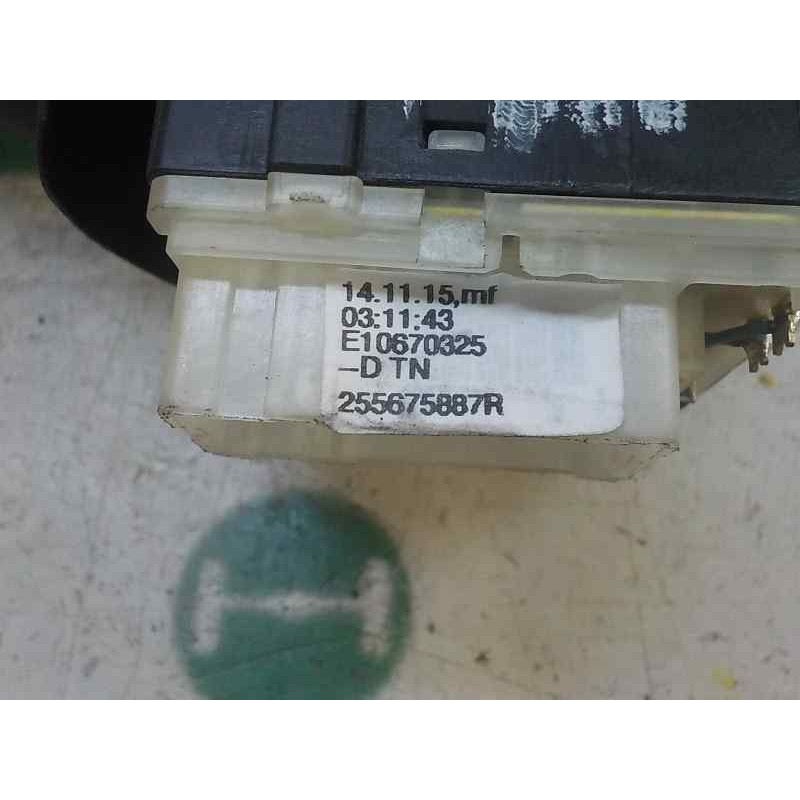 14.11.15,mf
03:11:43
E10670325
-D TN
255675887R